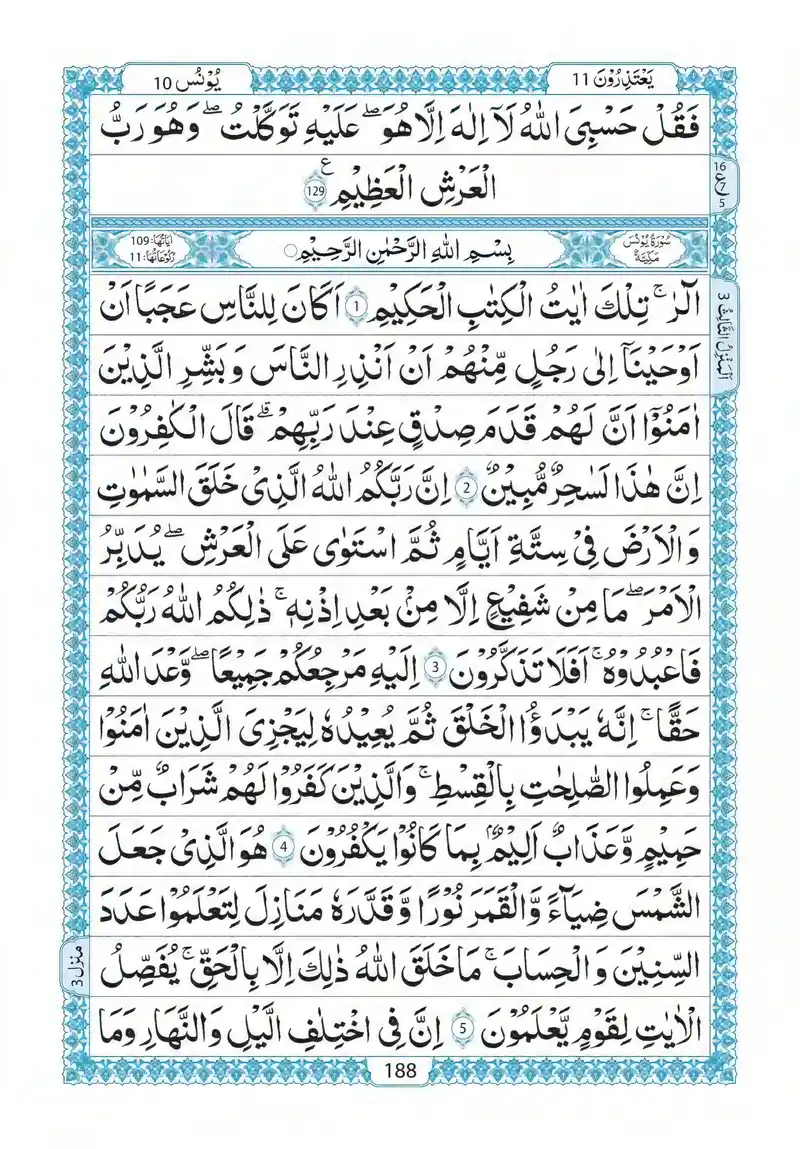 يَعْتَذِرُوْنَ 11
يُوْنُس 10
فَقُلْ حَسْبِيَ اللّٰهُ لَآ اِلٰهَ اِلَّا هُوَ ۖ عَلَيْهِ تَوَكَّلْتُ ۖ وَهُوَ رَبُّ
الْعَرْشِ الْعَظِيْمِ 129 ع
16
ع 7
5
سُوْرَةُ يُوْنُسَ
مَكِّيَّةٌ
بِسْمِ اللّٰهِ الرَّحْمٰنِ الرَّحِيْمِ
اٰيَاتُهَا: 109
رُكُوْعَاتُهَا: 11
الٓرٰ ۚ تِلْكَ اٰيٰتُ الْكِتٰبِ الْحَكِيْمِ 1 اَكَانَ لِلنَّاسِ عَجَبًا اَنْ
اَوْحَيْنَاۤ اِلٰى رَجُلٍ مِّنْهُمْ اَنْ اَنْذِرِ النَّاسَ وَبَشِّرِ الَّذِيْنَ
اٰمَنُوْٓا اَنَّ لَهُمْ قَدَمَ صِدْقٍ عِنْدَ رَبِّهِمْ ۗ قَالَ الْكٰفِرُوْنَ
اِنَّ هٰذَا لَسٰحِرٌ مُّبِيْنٌ 2 اِنَّ رَبَّكُمُ اللّٰهُ الَّذِيْ خَلَقَ السَّمٰوٰتِ
وَالْاَرْضَ فِيْ سِتَّةِ اَيَّامٍ ثُمَّ اسْتَوٰى عَلَى الْعَرْشِ ۖ يُدَبِّرُ
الْاَمْرَ ۖ مَا مِنْ شَفِيْعٍ اِلَّا مِنْۢ بَعْدِ اِذْنِهٖ ۚ ذٰلِكُمُ اللّٰهُ رَبُّكُمْ
فَاعْبُدُوْهُ ۚ اَفَلَا تَذَكَّرُوْنَ 3 اِلَيْهِ مَرْجِعُكُمْ جَمِيْعًا ۖ وَّعْدَ اللّٰهِ
حَقًّا ۚ اِنَّهٗ يَبْدَؤُا الْخَلْقَ ثُمَّ يُعِيْدُهٗ لِيَجْزِيَ الَّذِيْنَ اٰمَنُوْا
وَعَمِلُوا الصّٰلِحٰتِ بِالْقِسْطِ ۚ وَالَّذِيْنَ كَفَرُوْا لَهُمْ شَرَابٌ مِّنْ
حَمِيْمٍ وَّعَذَابٌ اَلِيْمٌۢ بِمَا كَانُوْا يَكْفُرُوْنَ 4 هُوَ الَّذِيْ جَعَلَ
الشَّمْسَ ضِيَآءً وَّالْقَمَرَ نُوْرًا وَّقَدَّرَهٗ مَنَازِلَ لِتَعْلَمُوْا عَدَدَ
السِّنِيْنَ وَالْحِسَابَ ۚ مَا خَلَقَ اللّٰهُ ذٰلِكَ اِلَّا بِالْحَقِّ ۚ يُفَصِّلُ
الْاٰيٰتِ لِقَوْمٍ يَّعْلَمُوْنَ 5 اِنَّ فِى اخْتِلٰفِ الَّيْلِ وَالنَّهَارِ وَمَا
اَلْمَنْزِلُ الثَّالِثُ 3
منزل 3
188